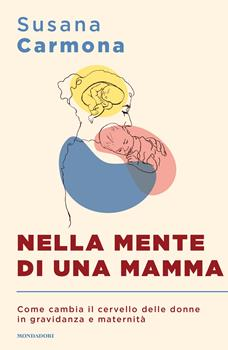 Susana
Carmona
NELLA MENTE
DI UNA MAMMA
Come cambia il cervello delle donne
in gravidanza e maternità
MONDADORI